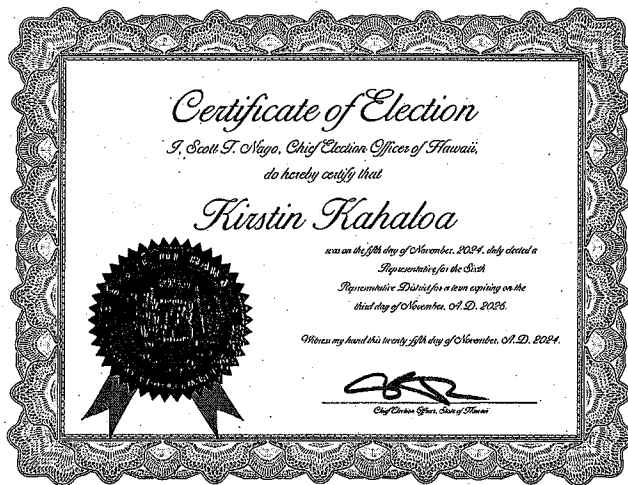 Certificate of Election
I, Scott T. Nago, Chief Election Officer of Hawaii,
do hereby certify that
Kirstin Kahaloa
was on the fifth day of November, 2024, duly elected a
Representative for the Sixth
Representative District for a term expiring on the
third day of November, A.D. 2026.
Witness my hand this twenty-fifth day of November, A.D. 2024.
Chief Election Officer, State of Hawaii